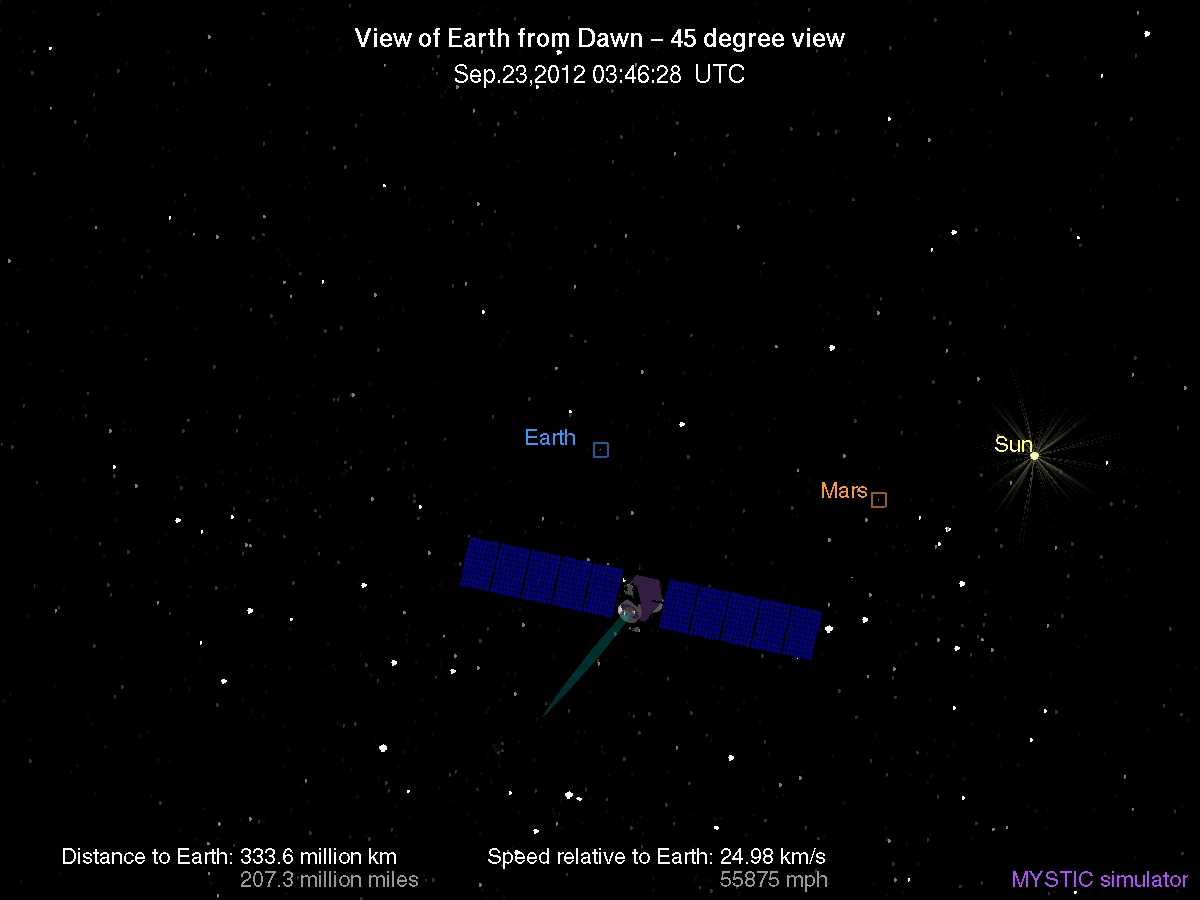 View of Earth from Dawn – 45 degree view
Sep.23,2012 03:46:28 UTC
Earth
Sun
Mars
Distance to Earth: 333.6 million km
207.3 million miles
Speed relative to Earth: 24.98 km/s
55875 mph
MYSTIC simulator